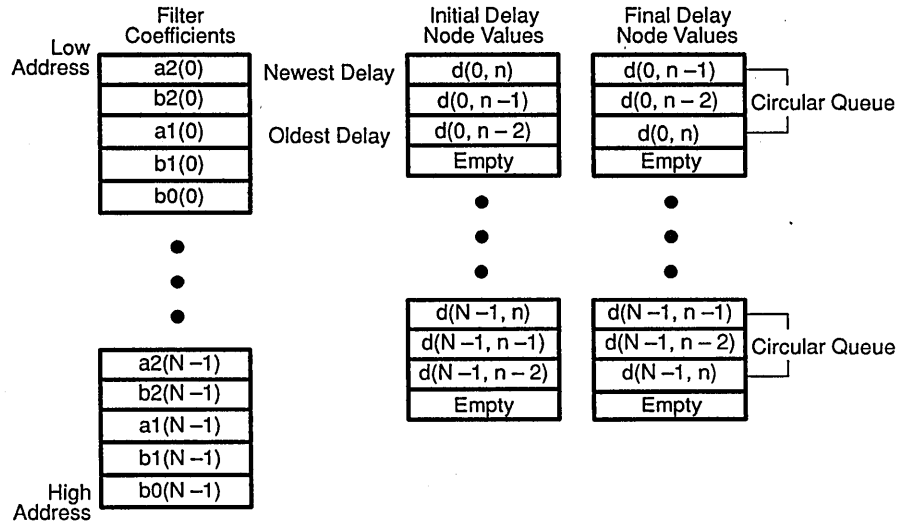 Filter
Coefficients
Initial Delay
Node Values
Final Delay
Node Values
Low
Address
a2(0)
b2(0)
a1(0)
b1(0)
b0(0)
Newest Delay
Oldest Delay
d(0, n)
d(0, n –1)
d(0, n – 2)
Empty
d(0, n –1)
d(0, n – 2)
d(0, n)
Empty
Circular Queue
a2(N –1)
b2(N –1)
a1(N –1)
b1(N –1)
b0(N –1)
High
Address
d(N –1, n)
d(N –1, n –1)
d(N –1, n – 2)
Empty
d(N –1, n –1)
d(N –1, n – 2)
d(N –1, n)
Empty
Circular Queue